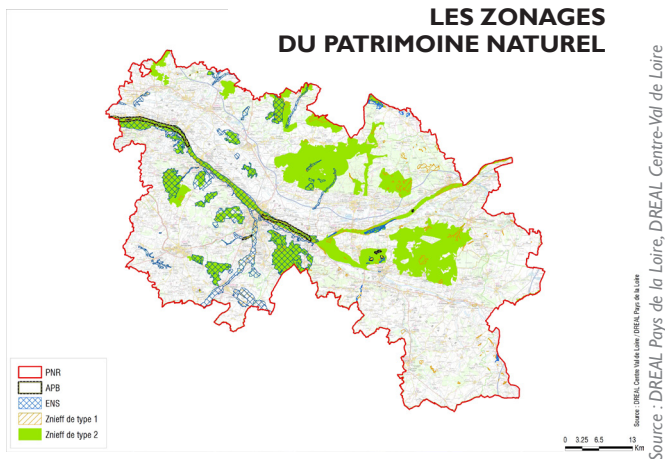 LES ZONAGES
DU PATRIMOINE NATUREL
PNR
APB
ENS
Znieff de type 1
Znieff de type 2
0 3.25 6.5 13
Km
Source : DREAL Centre Val de Loire / DREAL Pays de la Loire
Source : DREAL Pays de la Loire, DREAL Centre-Val de Loire